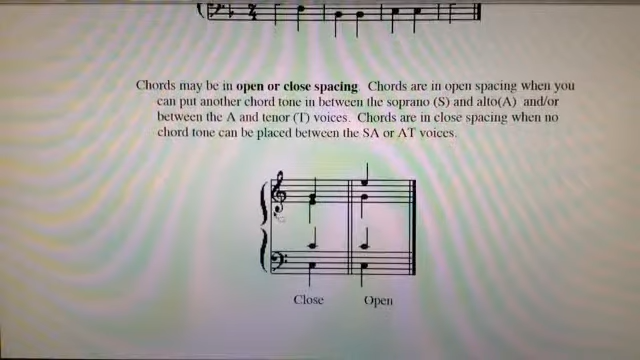 Chords may be in open or close spacing. Chords are in open spacing when you
can put another chord tone in between the soprano (S) and alto(A) and/or
between the A and tenor (T) voices. Chords are in close spacing when no
chord tone can be placed between the SA or AT voices.
Close Open